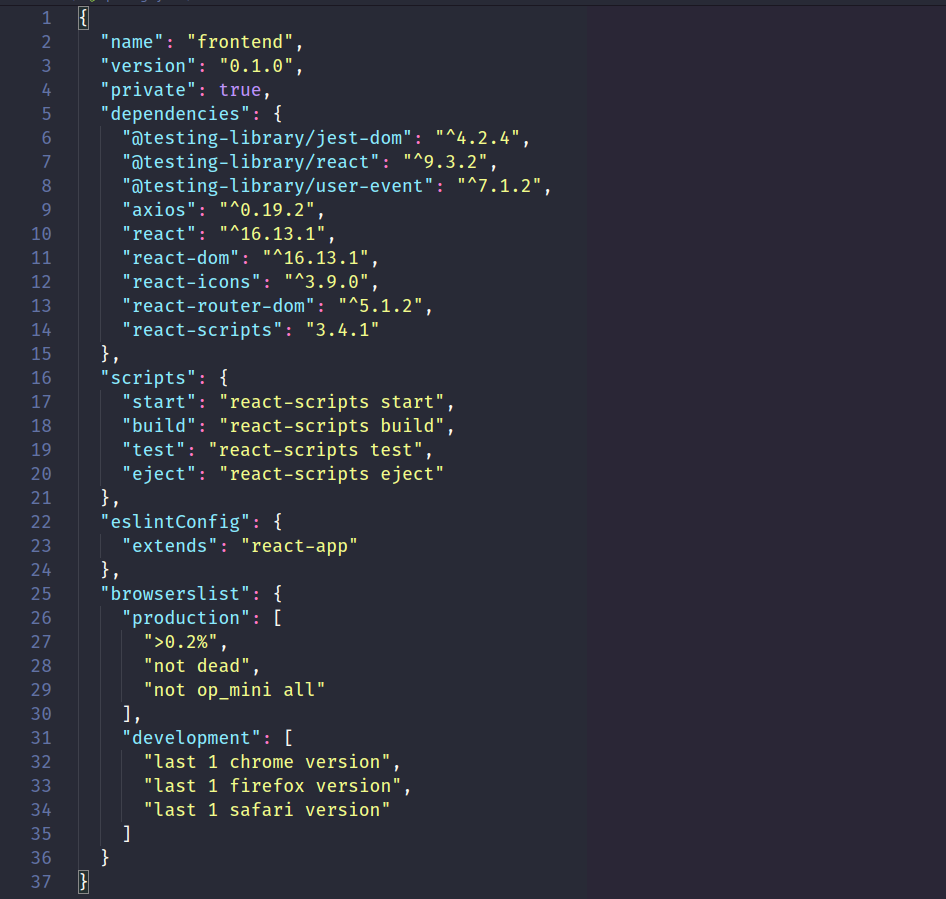 1 {
2   "name": "frontend",
3   "version": "0.1.0",
4   "private": true,
5   "dependencies": {
6     "@testing-library/jest-dom": "^4.2.4",
7     "@testing-library/react": "^9.3.2",
8     "@testing-library/user-event": "^7.1.2",
9     "axios": "^0.19.2",
10     "react": "^16.13.1",
11     "react-dom": "^16.13.1",
12     "react-icons": "^3.9.0",
13     "react-router-dom": "^5.1.2",
14     "react-scripts": "3.4.1"
15   },
16   "scripts": {
17     "start": "react-scripts start",
18     "build": "react-scripts build",
19     "test": "react-scripts test",
20     "eject": "react-scripts eject"
21   },
22   "eslintConfig": {
23     "extends": "react-app"
24   },
25   "browserslist": {
26     "production": [
27       ">0.2%",
28       "not dead",
29       "not op_mini all"
30     ],
31     "development": [
32       "last 1 chrome version",
33       "last 1 firefox version",
34       "last 1 safari version"
35     ]
36   }
37 }